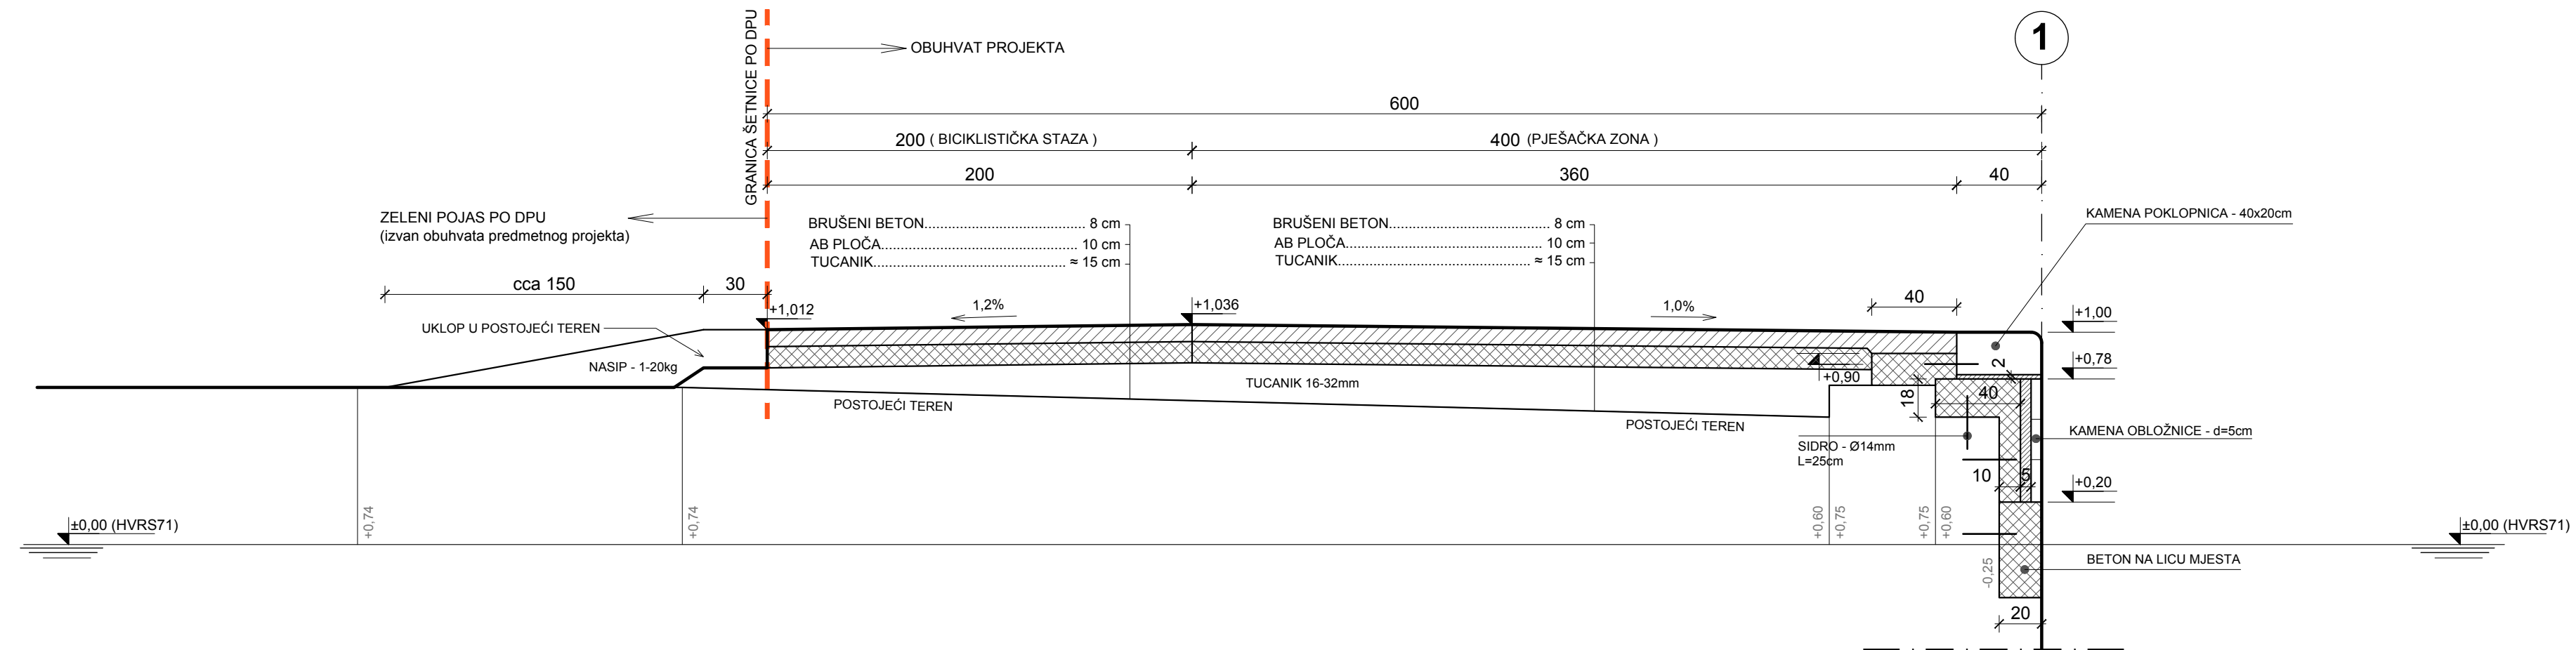 GRANICA ŠETNICE PO DPU
OBUHVAT PROJEKTA
1
600
200 ( BICIKLISTIČKA STAZA )
400 (PJEŠAČKA ZONA )
200
360
40
ZELENI POJAS PO DPU
(izvan obuhvata predmetnog projekta)
BRUŠENI BETON....................................... 8 cm
AB PLOČA................................................ 10 cm
TUCANIK............................................... ≈ 15 cm
BRUŠENI BETON....................................... 8 cm
AB PLOČA................................................ 10 cm
TUCANIK............................................... ≈ 15 cm
KAMENA POKLOPNICA - 40x20cm
cca 150
30
+1,012
1,2%
+1,036
1,0%
40
+1,00
UKLOP U POSTOJEĆI TEREN
NASIP - 1-20kg
2
+0,78
+0,90
TUCANIK 16-32mm
18
40
POSTOJEĆI TEREN
POSTOJEĆI TEREN
KAMENA OBLOŽNICE - d=5cm
SIDRO - Ø14mm
L=25cm
10
5
+0,20
±0,00 (HVRS71)
+0,74
+0,74
+0,60
+0,75
+0,75
+0,60
±0,00 (HVRS71)
-0,25
BETON NA LICU MJESTA
20